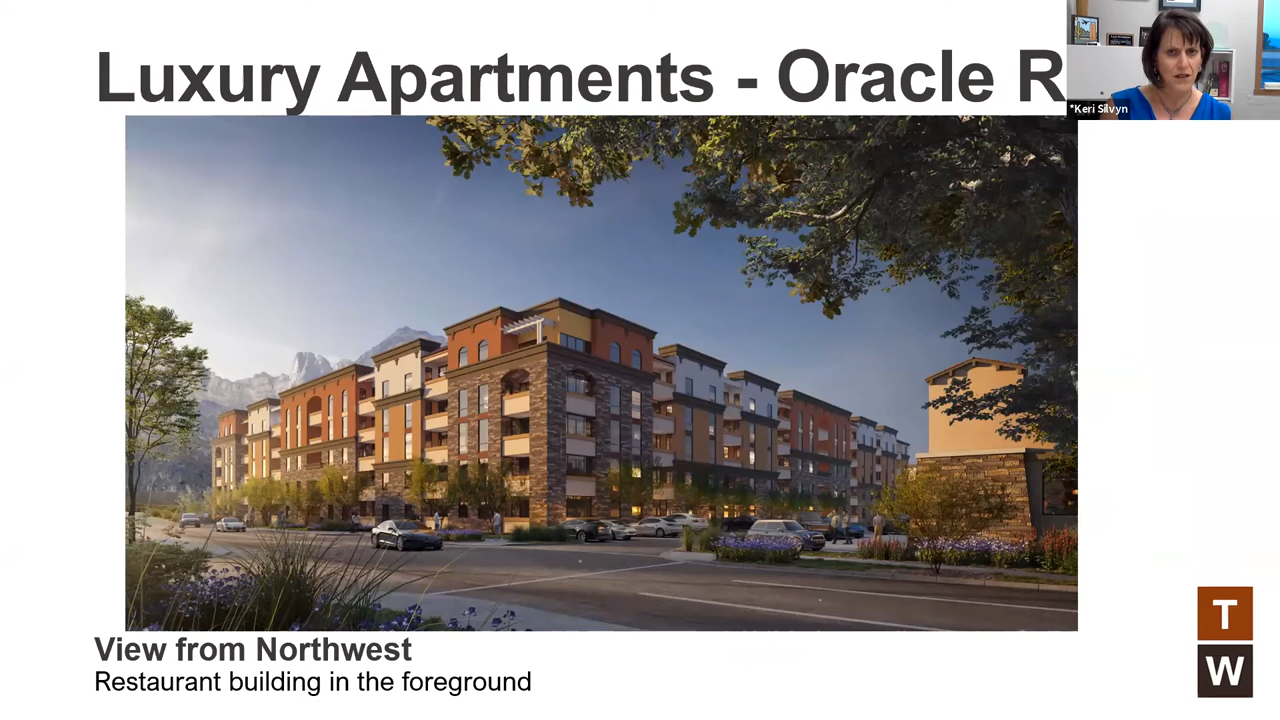 Luxury Apartments - Oracle R
*Keri Silvyn
View from Northwest
Restaurant building in the foreground
T
W